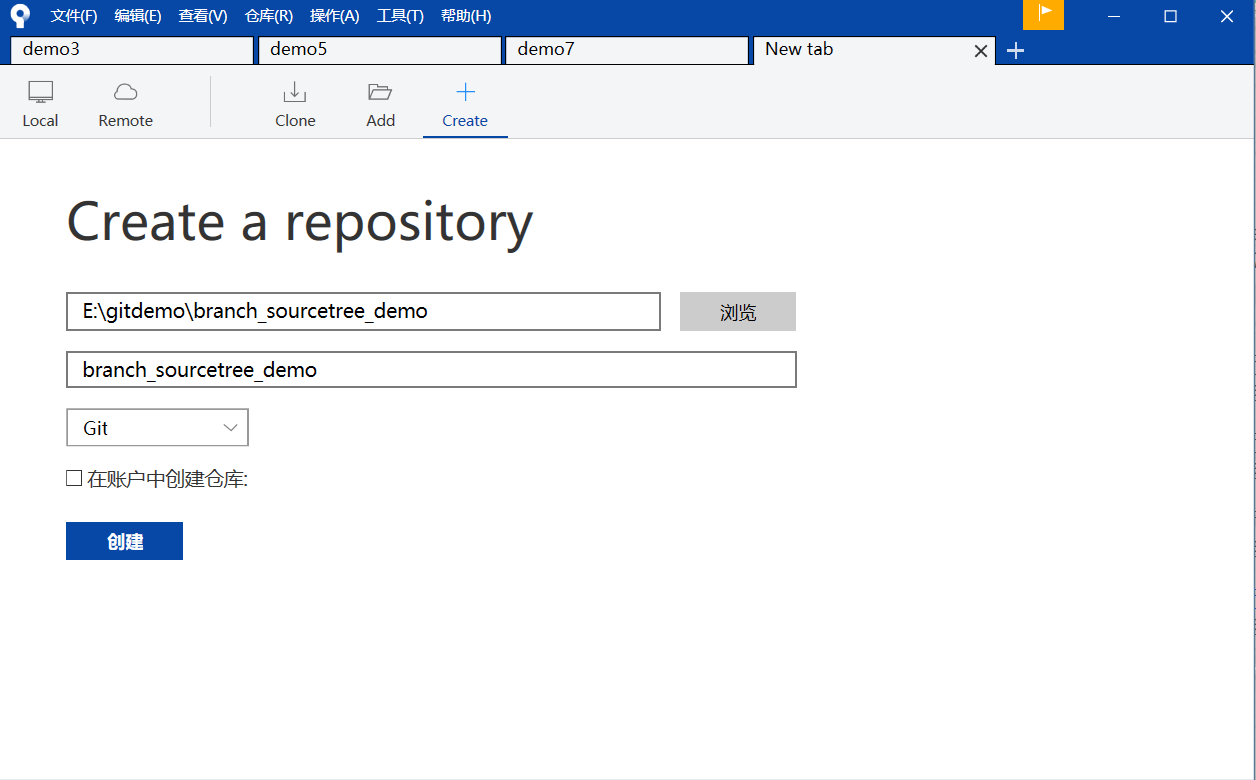 文件(F) 编辑(E) 查看(V) 仓库(R) 操作(A) 工具(T) 帮助(H)
demo3 demo5 demo7 New tab
Local Remote Clone Add Create
Create a repository
E:\gitdemo\branch_sourcetree_demo 浏览
branch_sourcetree_demo
Git
在账户中创建仓库:
创建